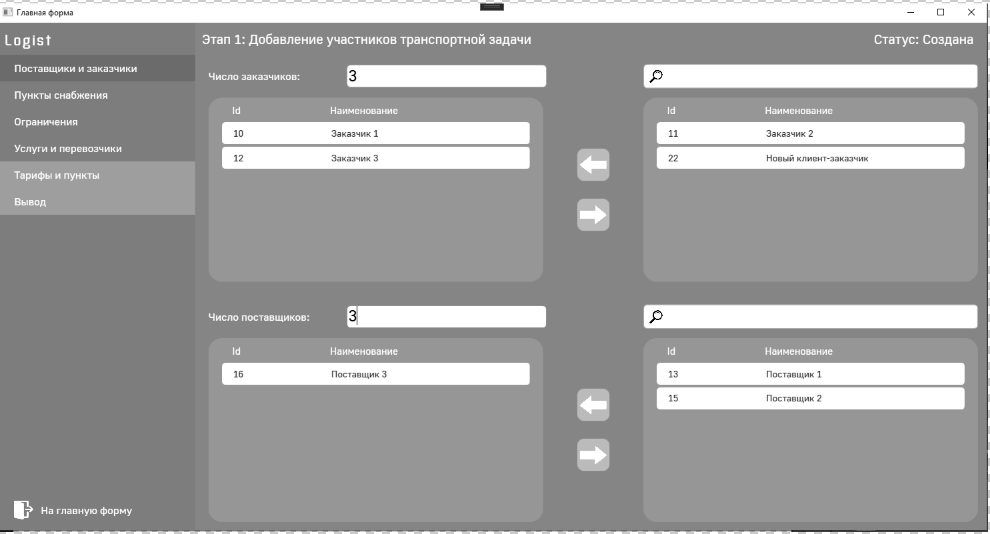 Главная форма
Logist
Этап 1: Добавление участников транспортной задачи
Статус: Создана
Поставщики и заказчики
Пункты снабжения
Ограничения
Услуги и перевозчики
Тарифы и пункты
Вывод
На главную форму
Число заказчиков: 3
Id Наименование
10 Заказчик 1
12 Заказчик 3
Id Наименование
11 Заказчик 2
22 Новый клиент-заказчик
Число поставщиков: 3
Id Наименование
16 Поставщик 3
Id Наименование
13 Поставщик 1
15 Поставщик 2